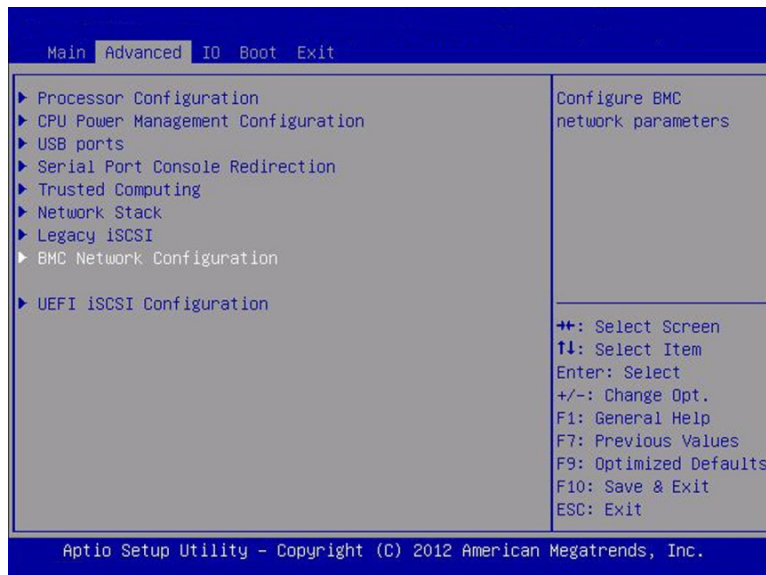 Main Advanced IO Boot Exit
Processor Configuration
CPU Power Management Configuration
USB ports
Serial Port Console Redirection
Trusted Computing
Network Stack
Legacy iSCSI
BMC Network Configuration
UEFI iSCSI Configuration
Configure BMC
network parameters
→←: Select Screen
↑↓: Select Item
Enter: Select
+/-: Change Opt.
F1: General Help
F7: Previous Values
F9: Optimized Defaults
F10: Save & Exit
ESC: Exit
Aptio Setup Utility – Copyright (C) 2012 American Megatrends, Inc.